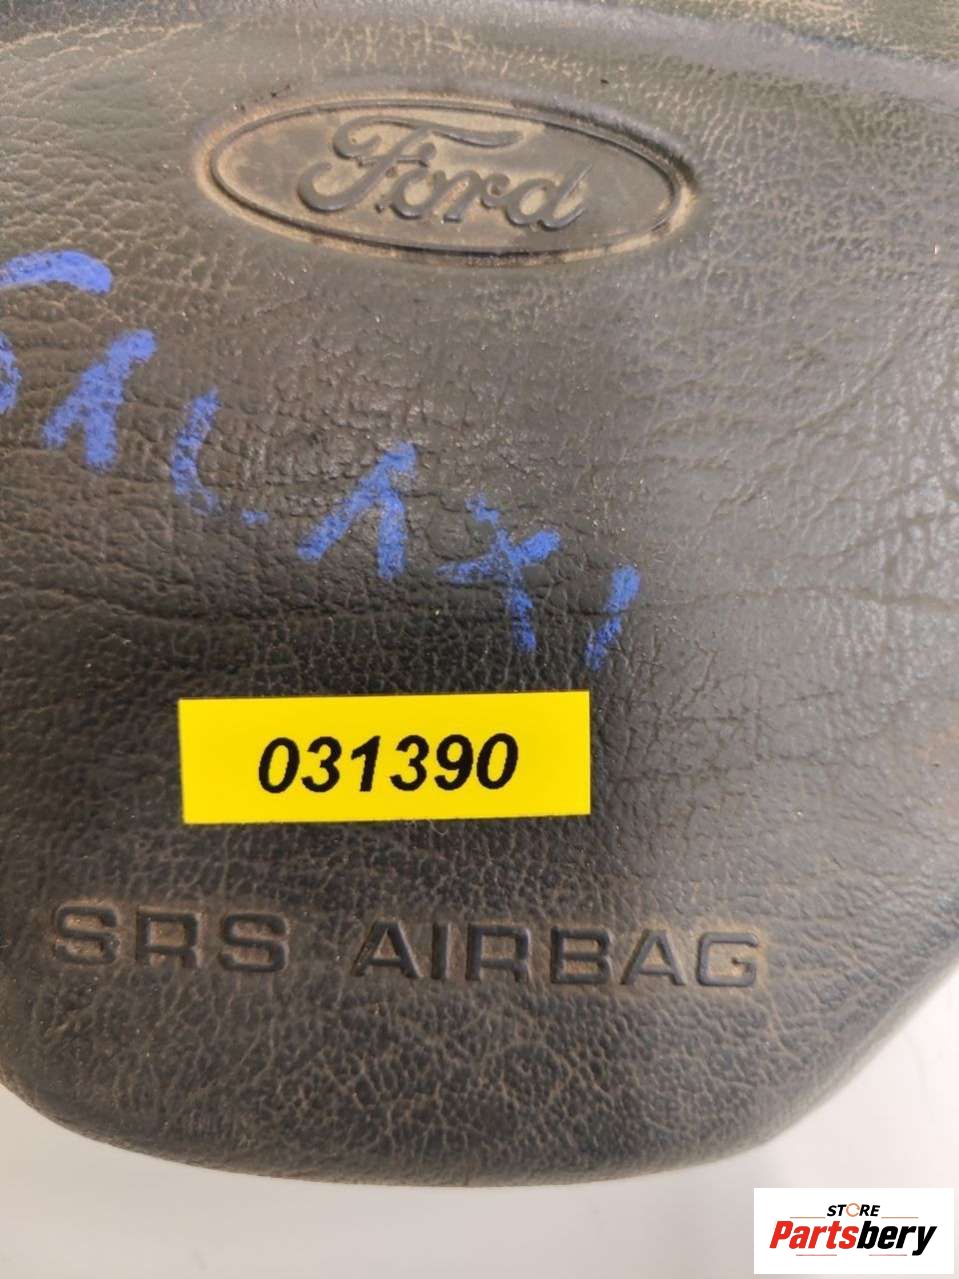 Ford
031390
SRS AIRBAG
STORE
Partsbery